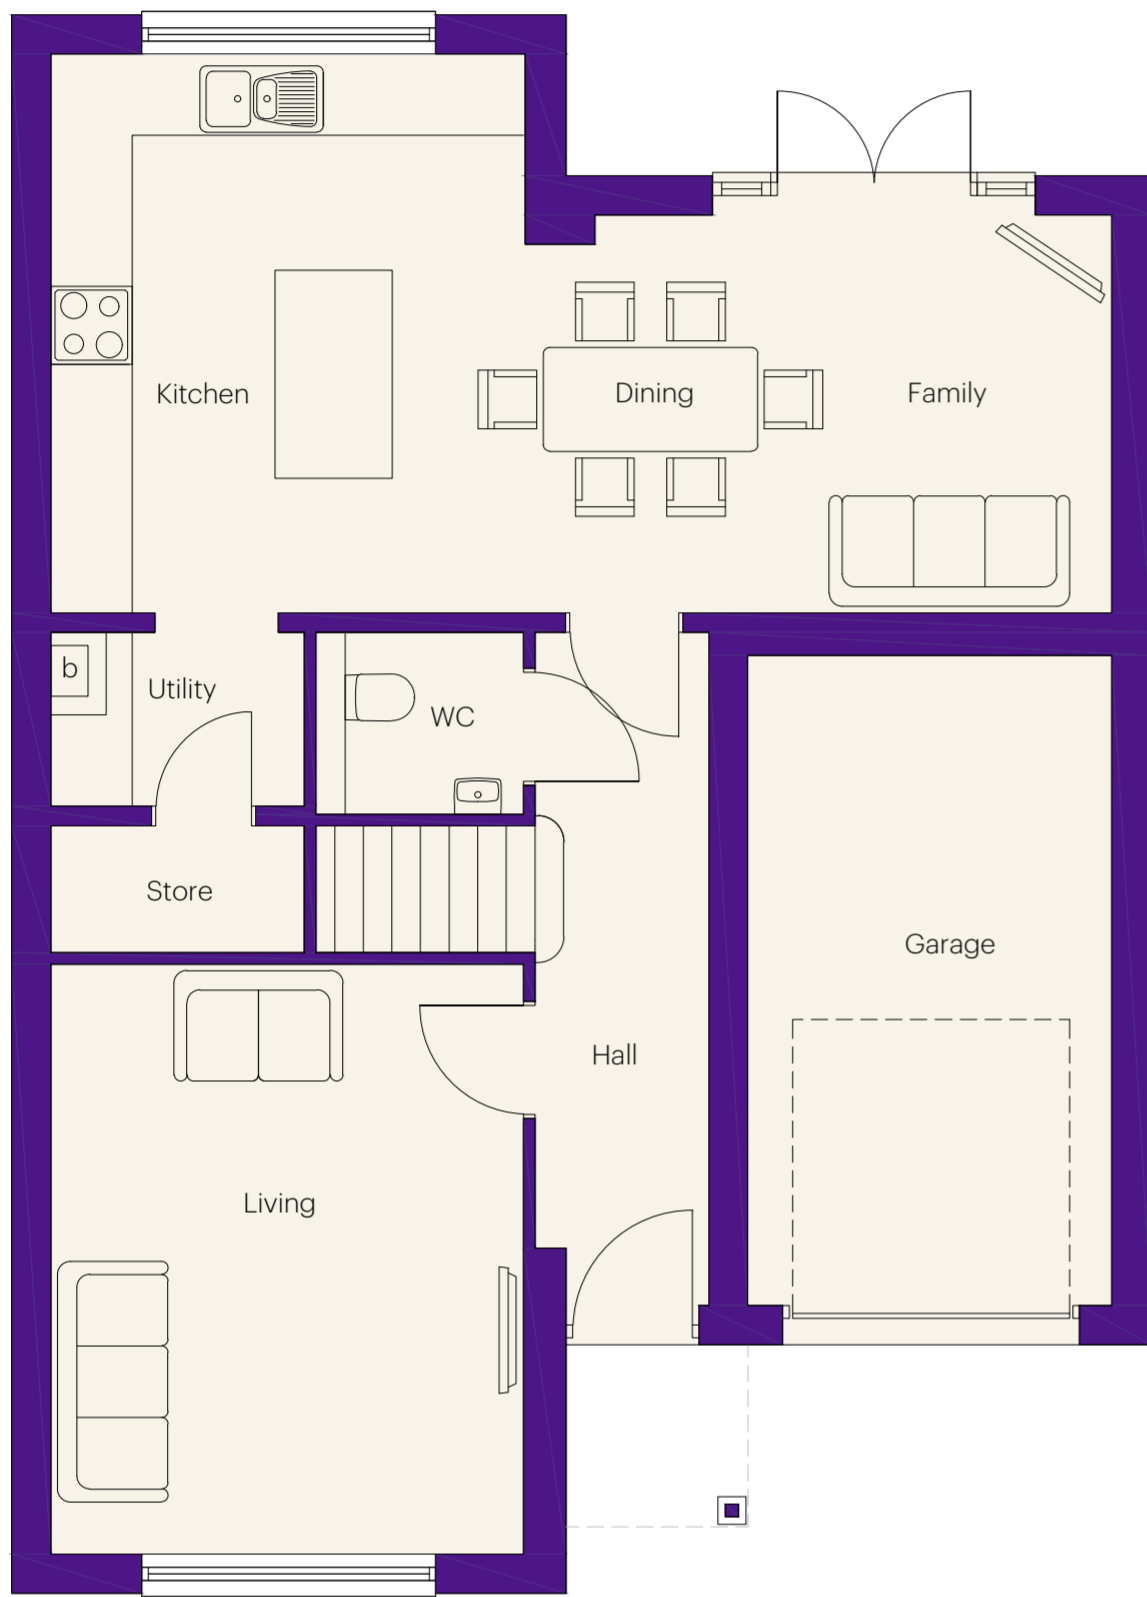 Kitchen
Dining
Family
b
Utility
WC
Store
Garage
Hall
Living